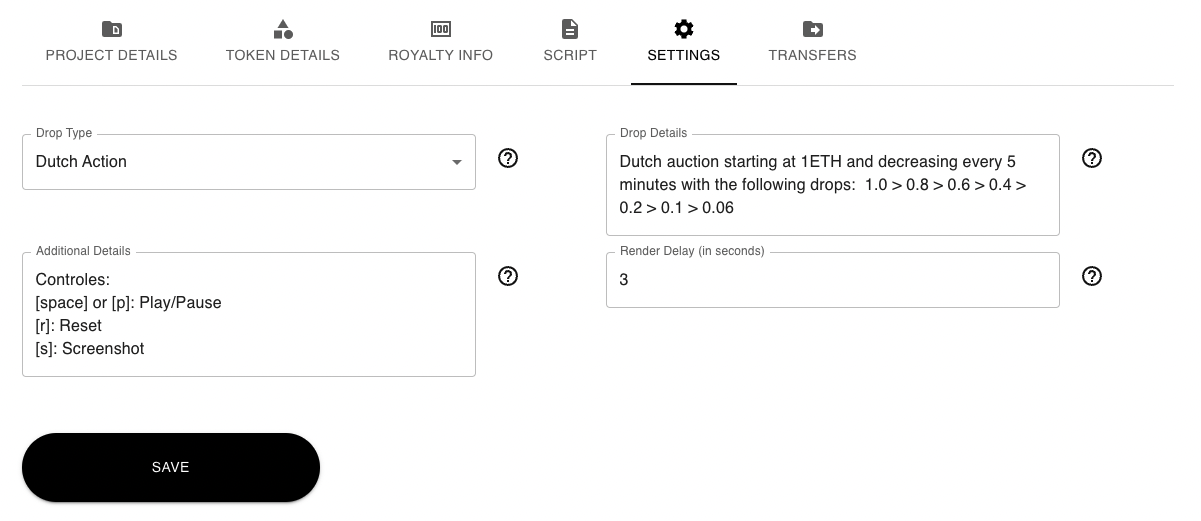 PROJECT DETAILS
TOKEN DETAILS
100
ROYALTY INFO
SCRIPT
SETTINGS
TRANSFERS
Drop Type
Dutch Action
Drop Details
Dutch auction starting at 1ETH and decreasing every 5
minutes with the following drops:  1.0 > 0.8 > 0.6 > 0.4 >
0.2 > 0.1 > 0.06
Additional Details
Controles:
[space] or [p]: Play/Pause
[r]: Reset
[s]: Screenshot
Render Delay (in seconds)
3
SAVE